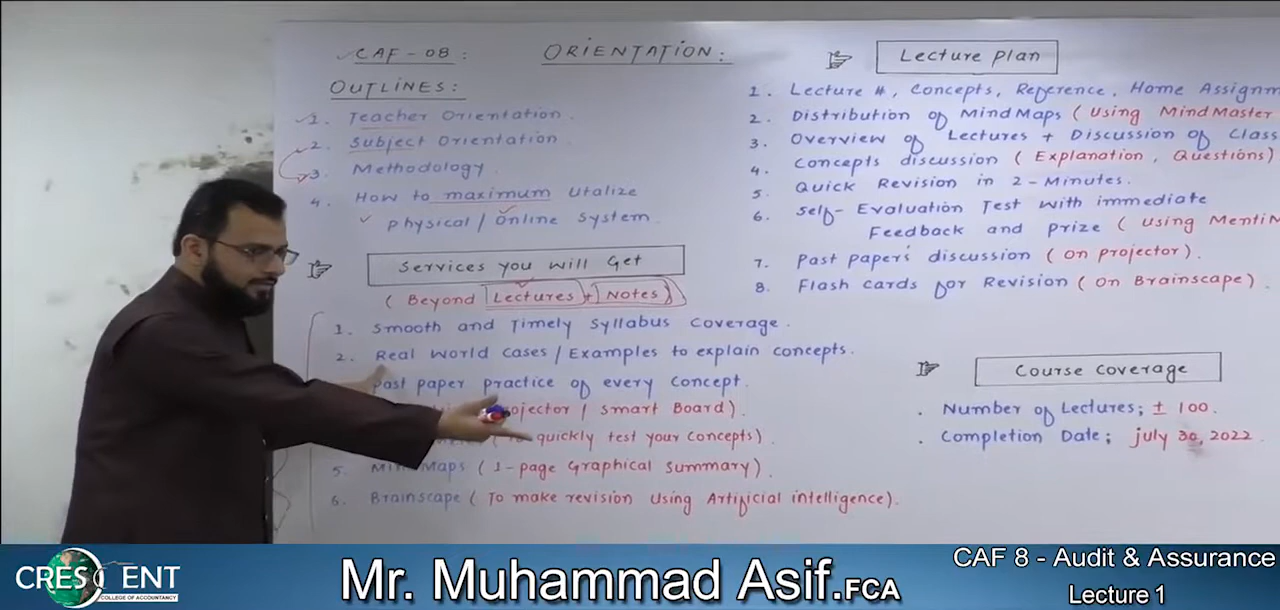 CAF - 08 :
ORIENTATION :
OUTLINES :
1. Teacher Orientation.
2. Subject Orientation
3. Methodology.
4. How to maximum utalize
physical / online system.
Services you will Get
( Beyond Lectures + Notes )
1. Smooth and Timely Syllabus Coverage.
2. Real world cases / Examples to explain concepts.
Past paper practice of every concept.
projector / smart Board ).
quickly test your concepts ).
5. Mind Maps ( 1-page Graphical Summary ).
6. Brainscape ( To make revision Using Artificial intelligence ).
Lecture plan
1. Lecture #, Concepts, Reference, Home Assignm
2. Distribution of MindMaps ( Using MindMaster
3. Overview of Lectures + Discussion of Class
4. Concepts discussion ( Explanation, Questions )
5. Quick Revision in 2-Minutes.
6. Self-Evaluation Test with immediate
Feedback and prize ( using MentiM
7. Past paper's discussion ( on projector ).
8. Flash cards for Revision ( on Brainscape ).
Course Coverage
. Number of Lectures; ± 100.
. Completion Date; july 30, 2022.
CRESCENT
COLLEGE OF ACCOUNTANCY
Mr. Muhammad Asif.FCA
CAF 8 - Audit & Assurance
Lecture 1